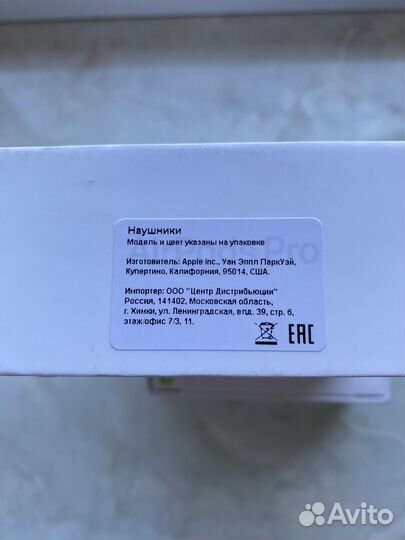 AirPods Pro
Наушники
Модель и цвет указаны на упаковке
Изготовитель: Apple Inc., Уан Эппл ПаркУэй,
Купертино, Калифорния, 95014, США.
Импортер: ООО "Центр Дистрибьюции"
Россия, 141402, Московская область,
г. Химки, ул. Ленинградская, влд. 39, стр. 6,
этаж/офис 7/3, 11.
EAC
Avito